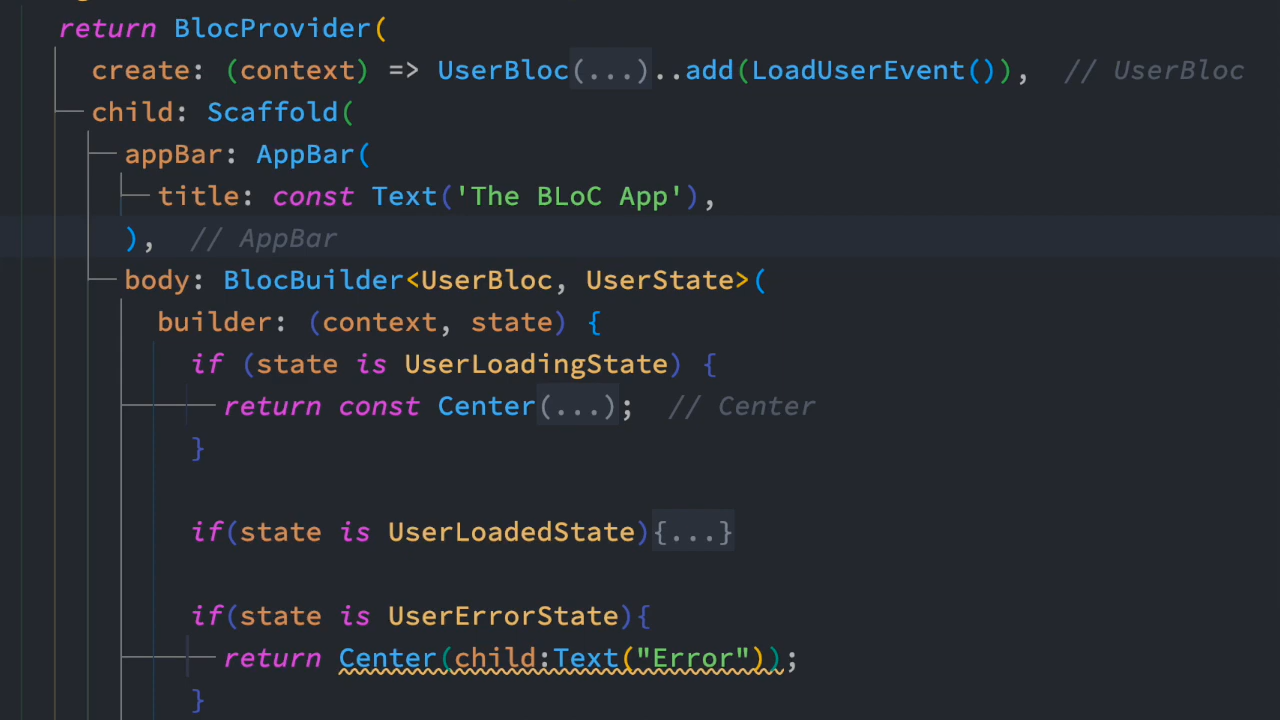 return BlocProvider(
create: (context) => UserBloc(...)..add(LoadUserEvent()), // UserBloc
child: Scaffold(
appBar: AppBar(
title: const Text('The BLoC App'),
), // AppBar
body: BlocBuilder<UserBloc, UserState>(
builder: (context, state) {
if (state is UserLoadingState) {
return const Center(...); // Center
}
if(state is UserLoadedState){...}
if(state is UserErrorState){
return Center(child:Text("Error"));
}